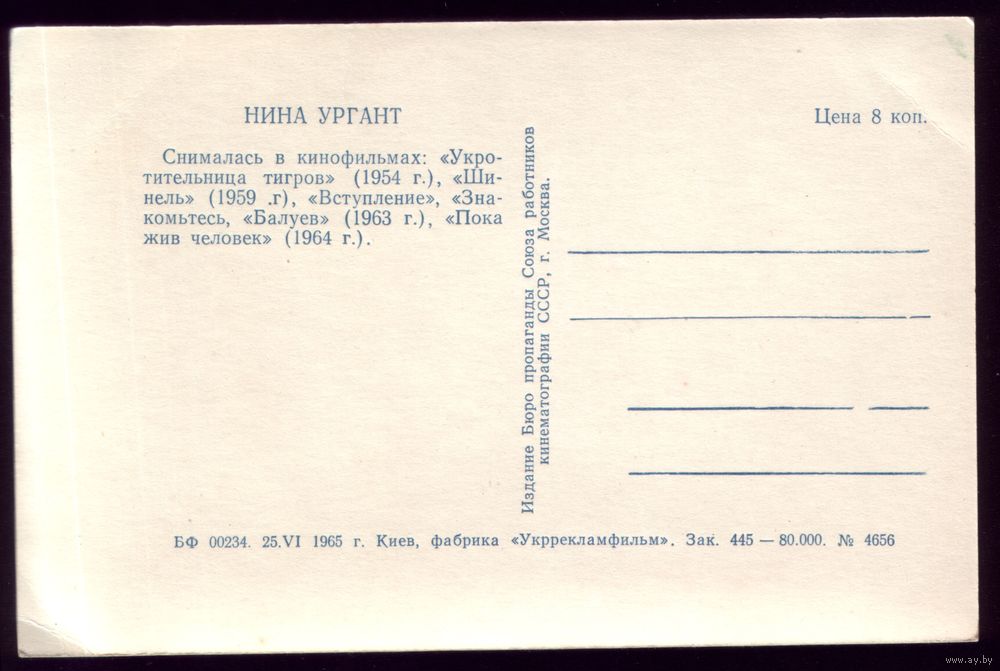 НИНА УРГАНТ
Снималась в кинофильмах: «Укро-
тительница тигров» (1954 г.), «Ши-
нель» (1959 .г), «Вступление», «Зна-
комьтесь, «Балуев» (1963 г.), «Пока
жив человек» (1964 г.).
Издание Бюро пропаганды Союза работников
кинематографии СССР, г. Москва.
Цена 8 коп.
БФ 00234. 25.VI 1965 г. Киев, фабрика «Укррекламфильм». Зак. 445 — 80.000. № 4656
www.ay.by